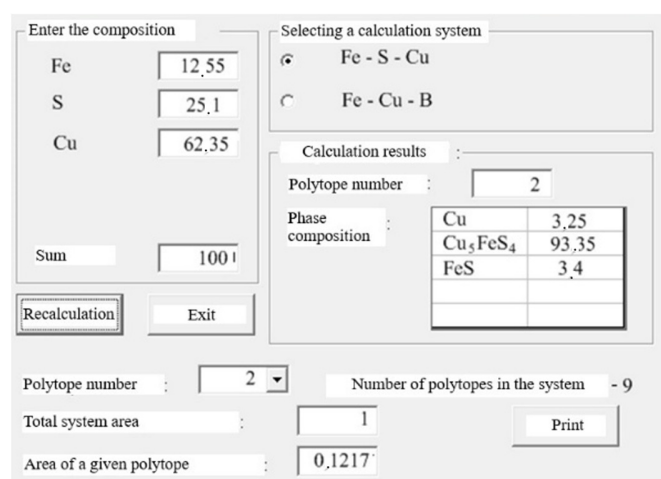 Enter the composition
Fe 12,55
S 25,1
Cu 62,35
Sum 100
Recalculation Exit
Selecting a calculation system
Fe - S - Cu
Fe - Cu - B
Calculation results :
Polytope number : 2
Phase composition :
Cu 3,25
Cu₅FeS₄ 93,35
FeS 3,4
Polytope number : 2
Number of polytopes in the system - 9
Total system area : 1
Print
Area of a given polytope : 0,1217